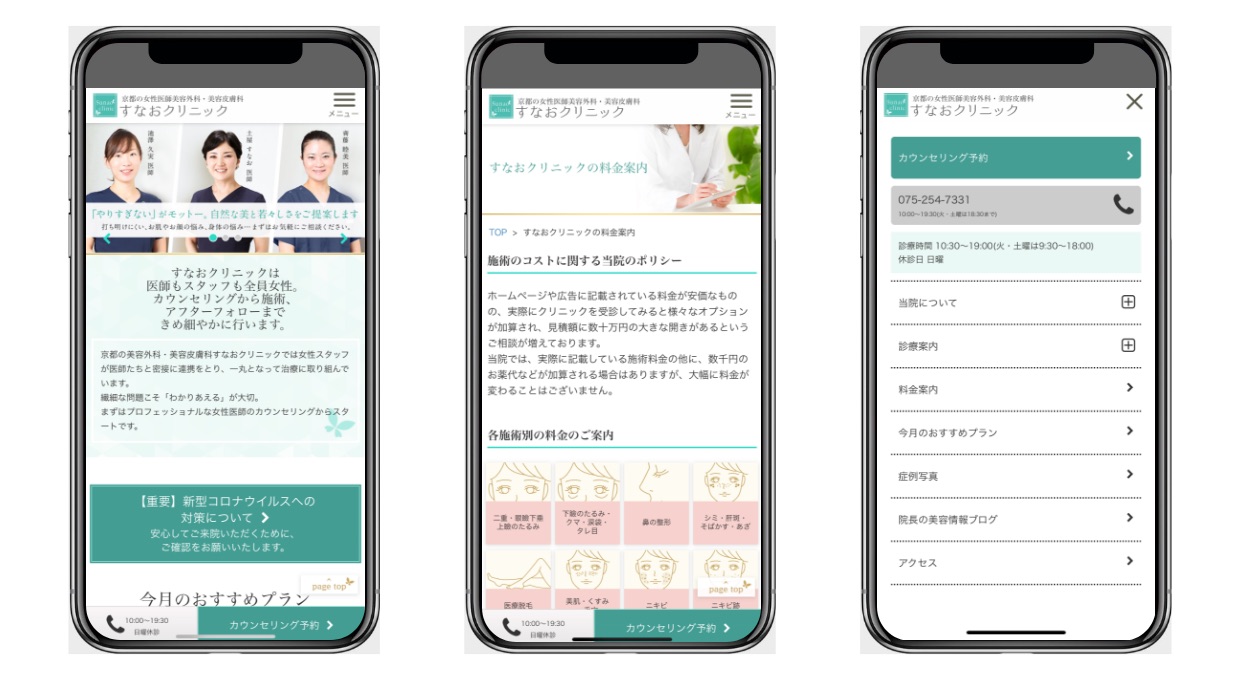 Sunao clinic
京都の女性医師美容外科・美容皮膚科
すなおクリニック
メニュー
土屋 すなお 医師
「やりすぎない」がモットー。自然な美と若々しさをご提案します
打ち明けにくい、お肌やお顔の悩み、身体の悩み…まずはお気軽にご相談ください。
すなおクリニックは
医師もスタッフも全員女性。
カウンセリングから施術、
アフターフォローまで
きめ細やかに行います。
京都の美容外科・美容皮膚科すなおクリニックでは女性スタッフ
が医師たちと密接に連携をとり、一丸となって治療に取り組んで
います。
繊細な問題こそ「わかりあえる」が大切。
まずはプロフェッショナルな女性医師のカウンセリングからスタ
ートです。
【重要】新型コロナウイルスへの
対策について
安心してご来院いただくために、
ご確認をお願いいたします。
page top
今月のおすすめプラン
10:00〜19:30
日曜休診
カウンセリング予約
京都の女性医師美容外科・美容皮膚科
すなおクリニック
メニュー
すなおクリニックの料金案内
TOP > すなおクリニックの料金案内
施術のコストに関する当院のポリシー
ホームページや広告に記載されている料金が安価なもの
の、実際にクリニックを受診してみると様々なオプション
が加算され、見積額に数十万円の大きな開きがあるという
ご相談が増えております。
当院では、実際に記載している施術料金の他に、数千円の
お薬代などが加算される場合はありますが、大幅に料金が
変わることはございません。
各施術別の料金のご案内
二重・眼瞼下垂
上瞼のたるみ
下瞼のたるみ・
クマ・涙袋・
タレ目
鼻の整形
シミ・肝斑・
そばかす・あざ
医療脱毛
美肌・くすみ
ニキビ
ニキビ跡
page top
10:00〜19:30
日曜休診
カウンセリング予約
京都の女性医師美容外科・美容皮膚科
すなおクリニック
カウンセリング予約
075-254-7331
10:00〜19:30(火・土曜は18:30まで)
診療時間 10:30〜19:00(火・土曜は9:30〜18:00)
休診日 日曜
当院について
診療案内
料金案内
今月のおすすめプラン
症例写真
院長の美容情報ブログ
アクセス